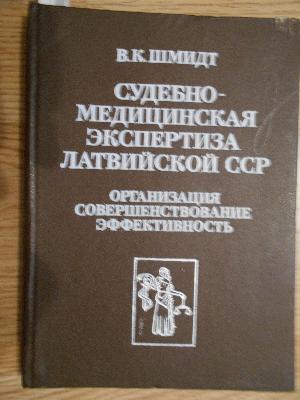 В.К. ШМИДТ
СУДЕБНО-
МЕДИЦИНСКАЯ
ЭКСПЕРТИЗА
ЛАТВИЙСКОЙ ССР
ОРГАНИЗАЦИЯ
СОВЕРШЕНСТВОВАНИЕ
ЭФФЕКТИВНОСТЬ